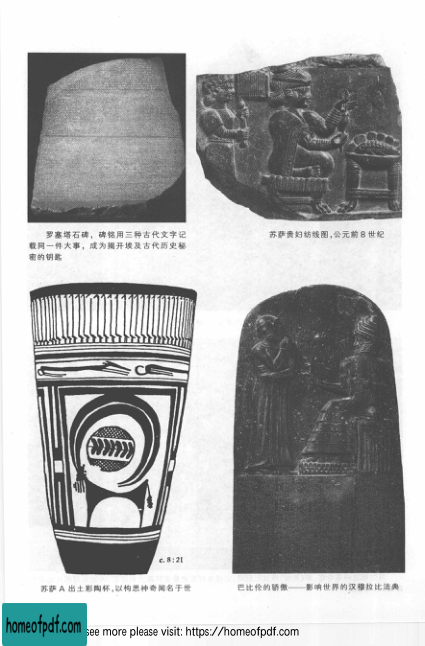 罗塞塔石碑，碑铭用三种古代文字记
载同一件大事，成为揭开埃及古代历史秘
密的钥匙
苏萨贵妇纺线图，公元前8世纪
c.8:21
苏萨A出土彩陶杯，以构思神奇闻名于世
巴比伦的骄傲——影响世界的汉穆拉比法典
homeofpdf.com
see more please visit: https://homeofpdf.com